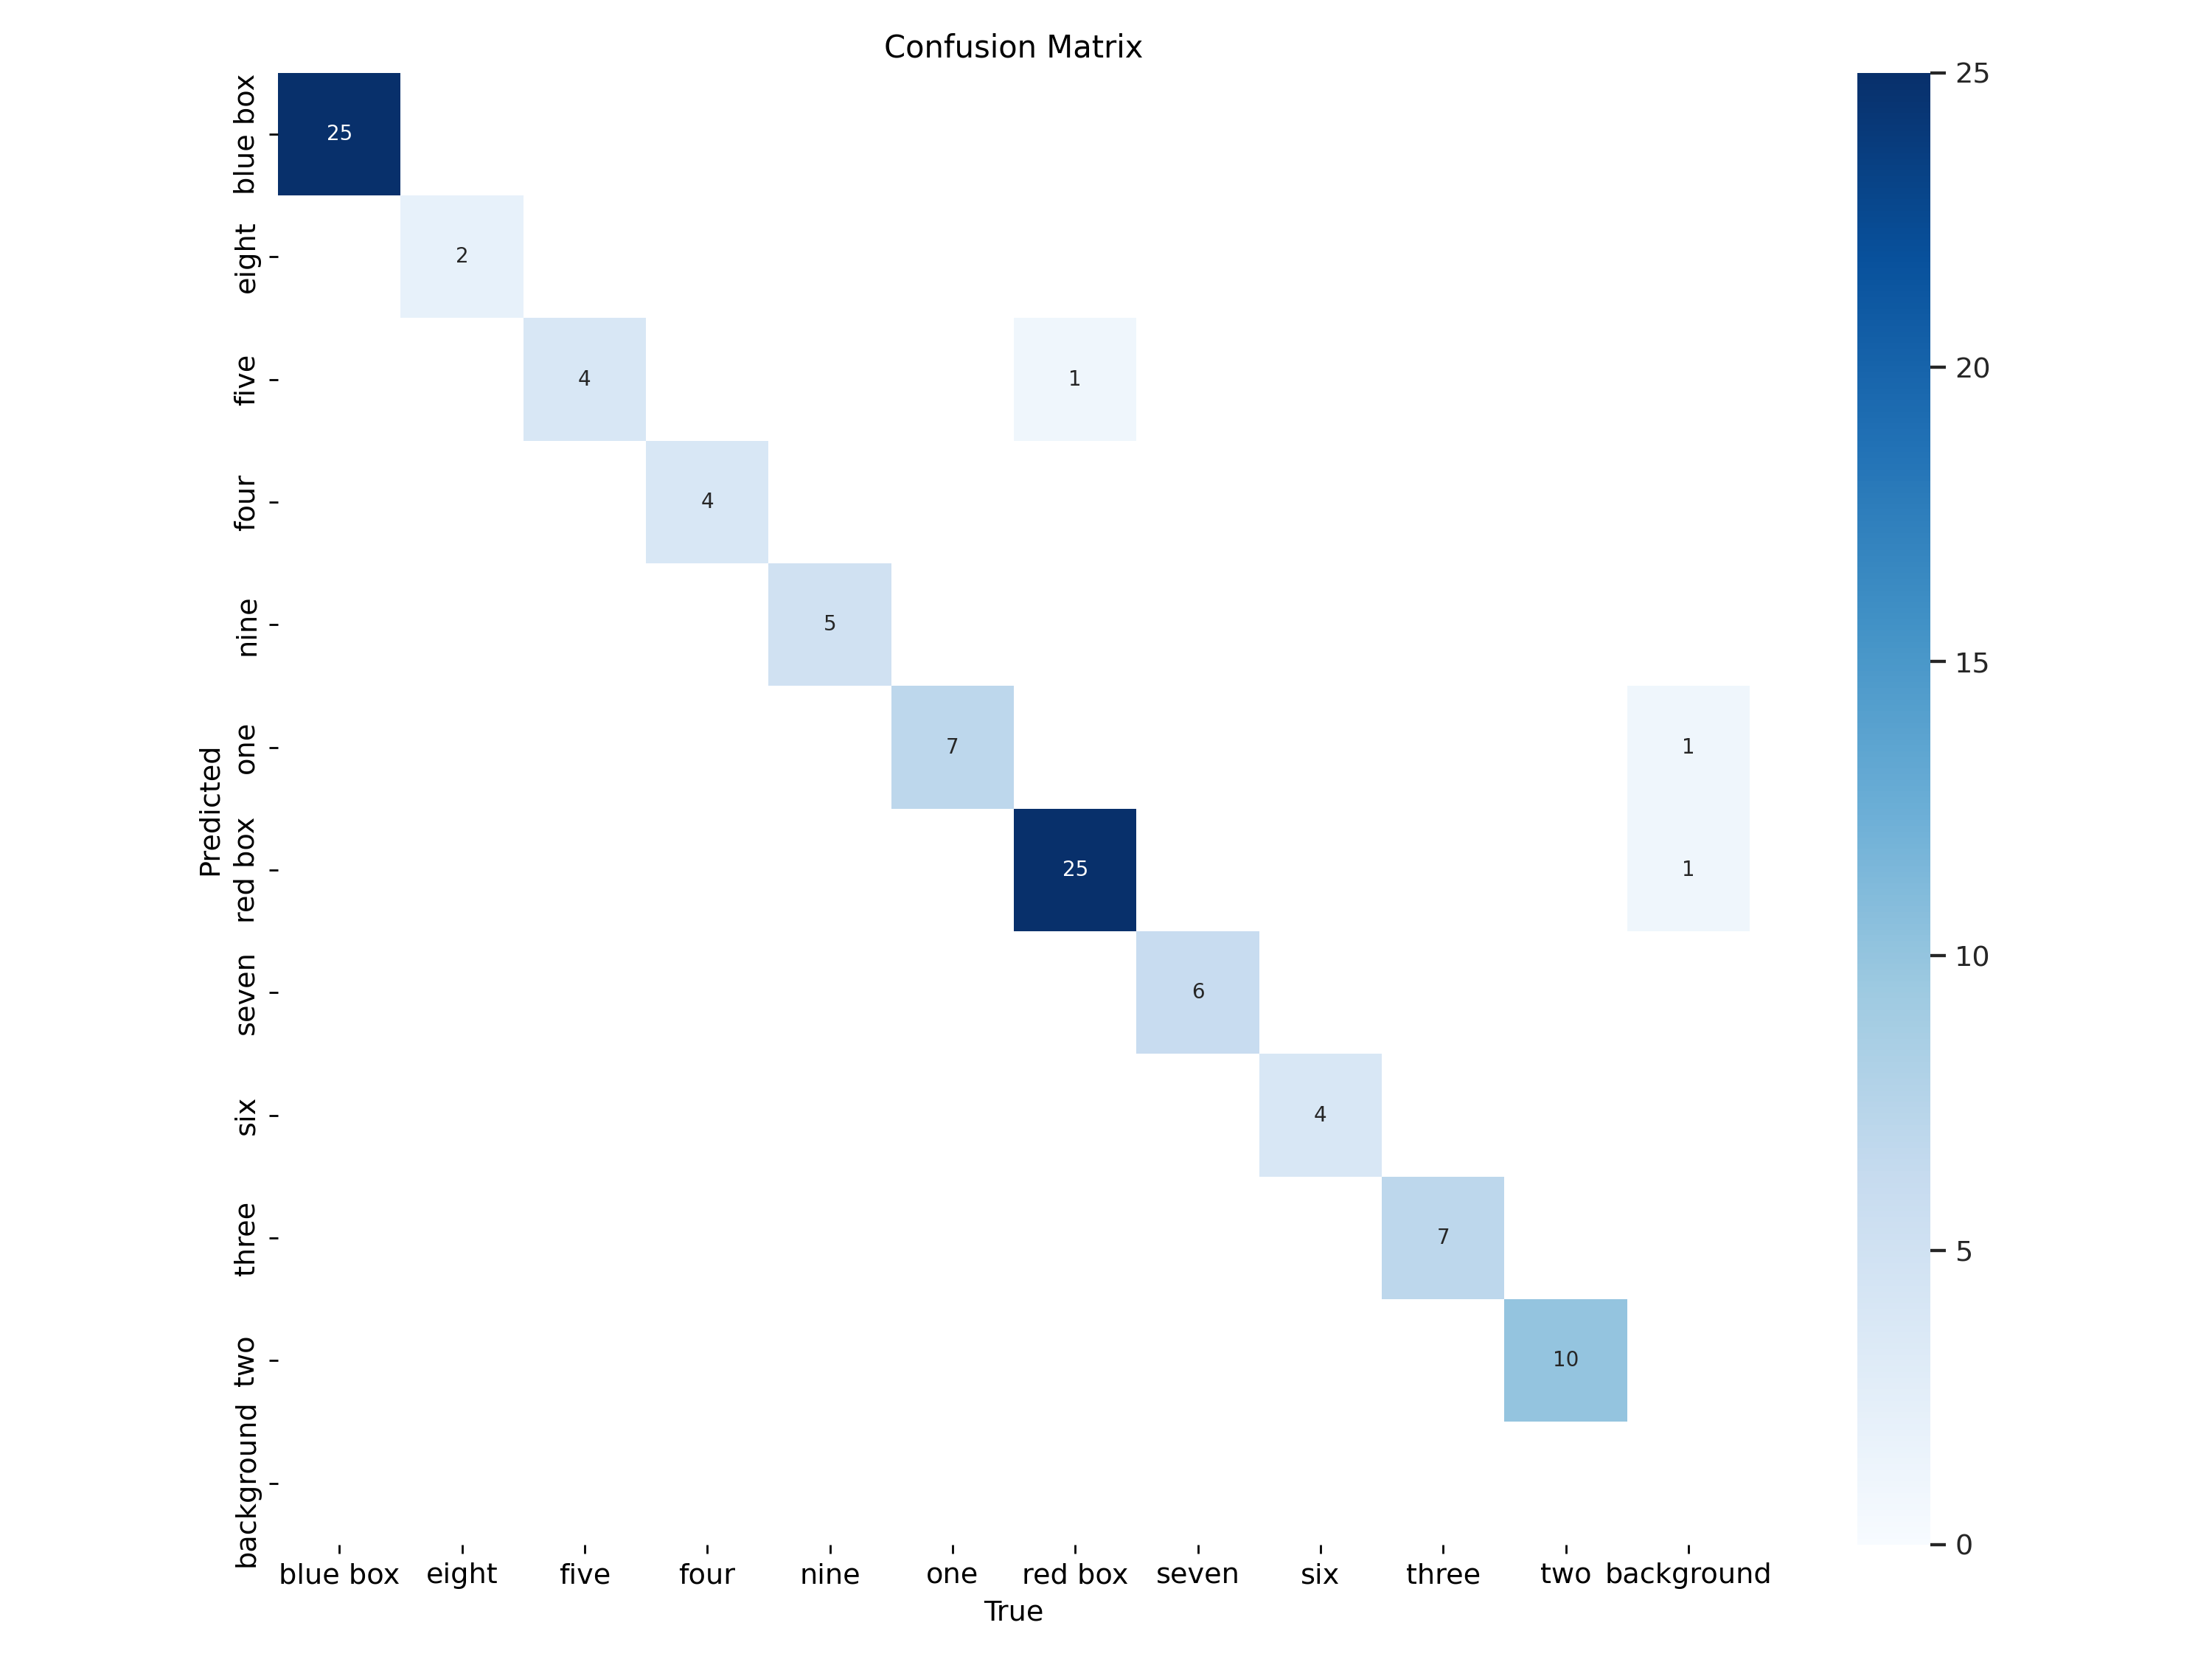 Confusion Matrix
blue box
eight
five
four
nine
one
red box
seven
six
three
two
background
Predicted
25
2
4 1
4
5
7 1
25 1
6
4
7
10
blue box eight five four nine one red box seven six three two background
True
25
20
15
10
5
0